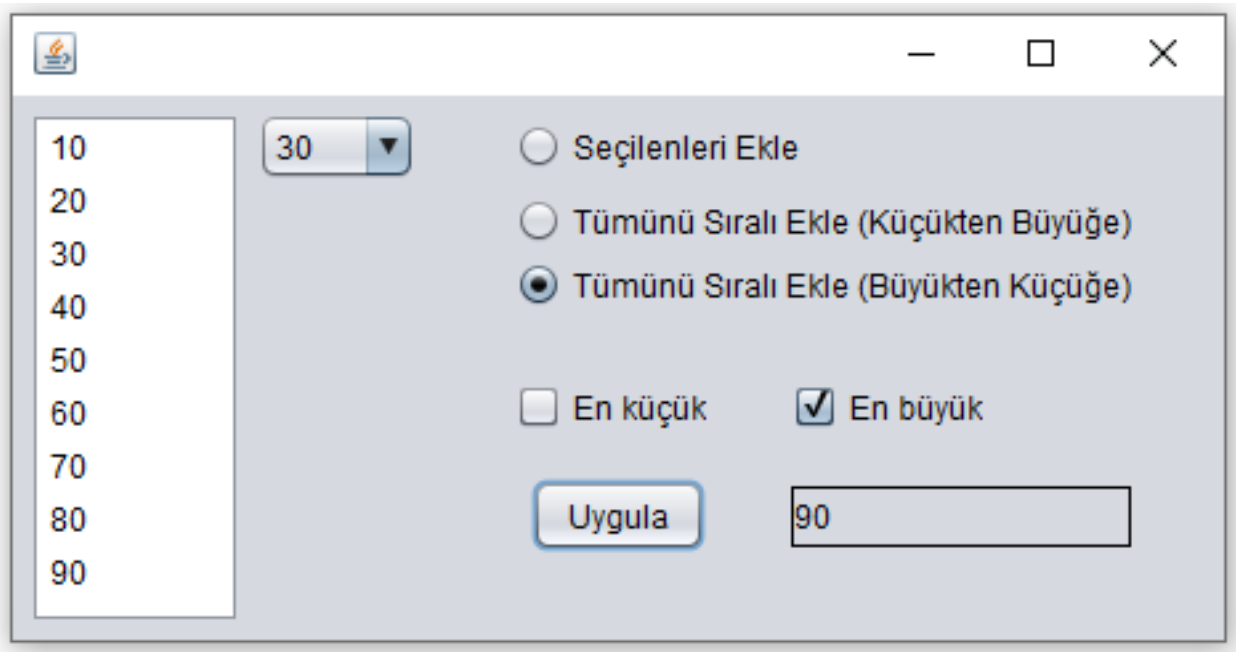 10
20
30
40
50
60
70
80
90
30
Seçilenleri Ekle
Tümünü Sıralı Ekle (Küçükten Büyüğe)
Tümünü Sıralı Ekle (Büyükten Küçüğe)
En küçük
En büyük
Uygula
90